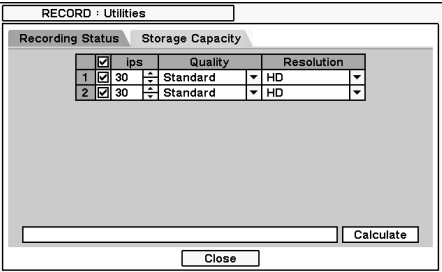 RECORD : Utilities
Recording Status Storage Capacity
ips Quality Resolution
1 30 Standard HD
2 30 Standard HD
Calculate
Close